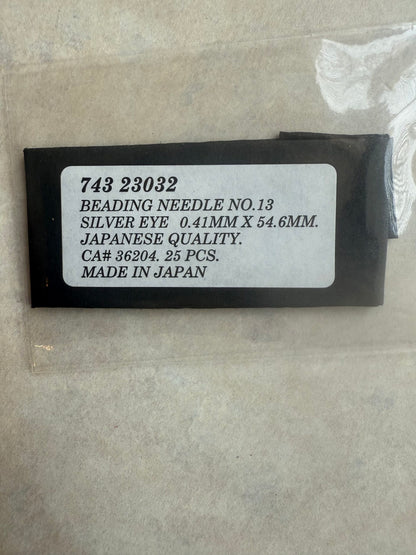 743 23032
BEADING NEEDLE NO.13
SILVER EYE 0.41MM X 54.6MM.
JAPANESE QUALITY.
CA# 36204. 25 PCS.
MADE IN JAPAN